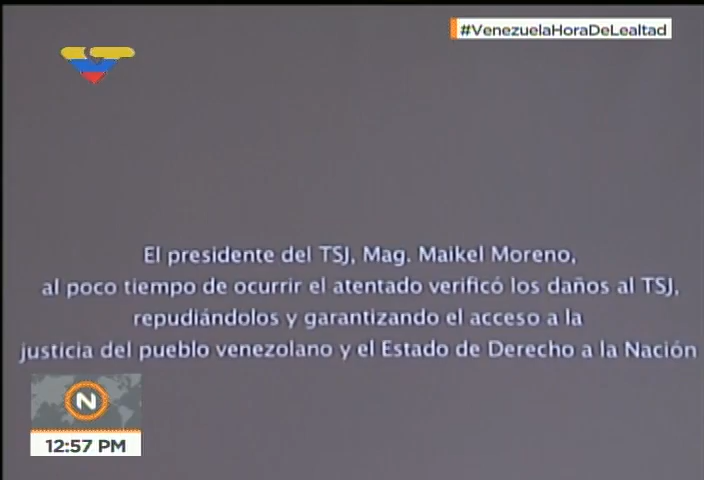 #VenezuelaHoraDeLealtad
El presidente del TSJ, Mag. Maikel Moreno,
al poco tiempo de ocurrir el atentado verificó los daños al TSJ,
repudiándolos y garantizando el acceso a la
justicia del pueblo venezolano y el Estado de Derecho a la Nación
N
12:57 PM